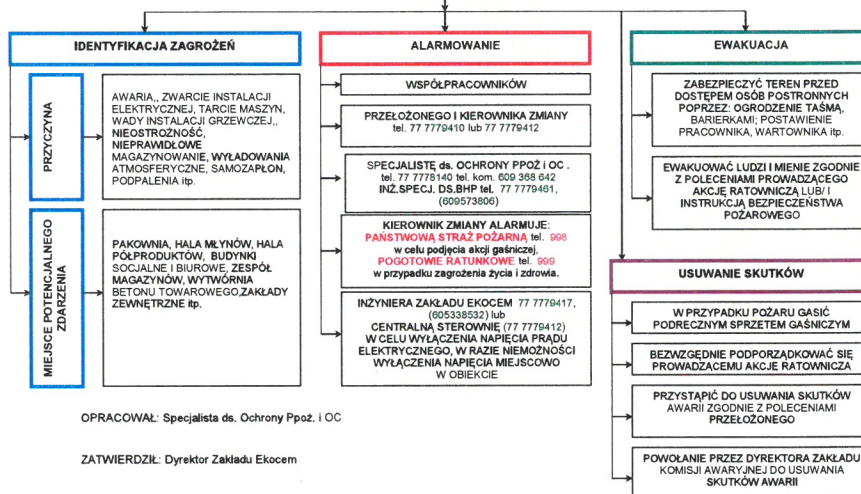 IDENTYFIKACJA ZAGROŻEŃ
PRZYCZYNA
AWARIA,, ZWARCIE INSTALACJI
ELEKTRYCZNEJ, TARCIE MASZYN,
WADY INSTALACJI GRZEWCZEJ,,
NIEOSTROŻNOŚĆ,
NIEPRAWIDŁOWE
MAGAZYNOWANIE, WYŁADOWANIA
ATMOSFERYCZNE, SAMOZAPŁON,
PODPALENIA itp.
MIEJSCE POTENCJALNEGO
ZDARZENIA
PAKOWNIA, HALA MŁYNÓW, HALA
PÓŁPRODUKTÓW, BUDYNKI
SOCJALNE I BIUROWE, ZESPÓŁ
MAGAZYNÓW, WYTWÓRNIA
BETONU TOWAROWEGO,ZAKŁADY
ZEWNĘTRZNE itp.
ALARMOWANIE
WSPÓŁPRACOWNIKÓW
PRZEŁOŻONEGO I KIEROWNIKA ZMIANY
tel. 77 7779410 lub 77 7779412
SPECJALISTĘ ds. OCHRONY PPOŻ i OC .
tel. 77 7778140 tel. kom. 609 368 642
INŻ.SPECJ. DS.BHP tel. 77 7779461,
(609573806)
KIEROWNIK ZMIANY ALARMUJE:
PAŃSTWOWĄ STRAŻ POŻARNĄ tel. 998
w celu podjęcia akcji gaśniczej,
POGOTOWIE RATUNKOWE tel. 999
w przypadku zagrożenia życia i zdrowia.
INŻYNIERA ZAKŁADU EKOCEM 77 7779417,
(605338532) lub
CENTRALNĄ STEROWNIĘ (77 7779412)
W CELU WYŁĄCZENIA NAPIĘCIA PRĄDU
ELEKTRYCZNEGO, W RAZIE NIEMOŻNOŚCI
WYŁĄCZENIA NAPIĘCIA MIEJSCOWO
W OBIEKCIE
EWAKUACJA
ZABEZPIECZYĆ TEREN PRZED
DOSTĘPEM OSÓB POSTRONNYCH
POPRZEZ: OGRODZENIE TAŚMĄ,
BARIERKAMI; POSTAWIENIE
PRACOWNIKA, WARTOWNIKA itp.
EWAKUOWAĆ LUDZI I MIENIE ZGODNIE
Z POLECENIAMI PROWADZĄCEGO
AKCJĘ RATOWNICZĄ LUB/ I
INSTRUKCJĄ BEZPIECZEŃSTWA
POŻAROWEGO
USUWANIE SKUTKÓW
W PRZYPADKU POŻARU GASIĆ
PODRĘCZNYM SPRZĘTEM GAŚNICZYM
BEZWZGLĘDNIE PODPORZĄDKOWAĆ SIĘ
PROWADZĄCEMU AKCJE RATOWNICZĄ
PRZYSTĄPIĆ DO USUWANIA SKUTKÓW
AWARII ZGODNIE Z POLECENIAMI
PRZEŁOŻONEGO
POWOŁANIE PRZEZ DYREKTORA ZAKŁADU
KOMISJI AWARYJNEJ DO USUWANIA
SKUTKÓW AWARII
OPRACOWAŁ: Specjalista ds. Ochrony Ppoż. i OC
ZATWIERDZIŁ: Dyrektor Zakładu Ekocem